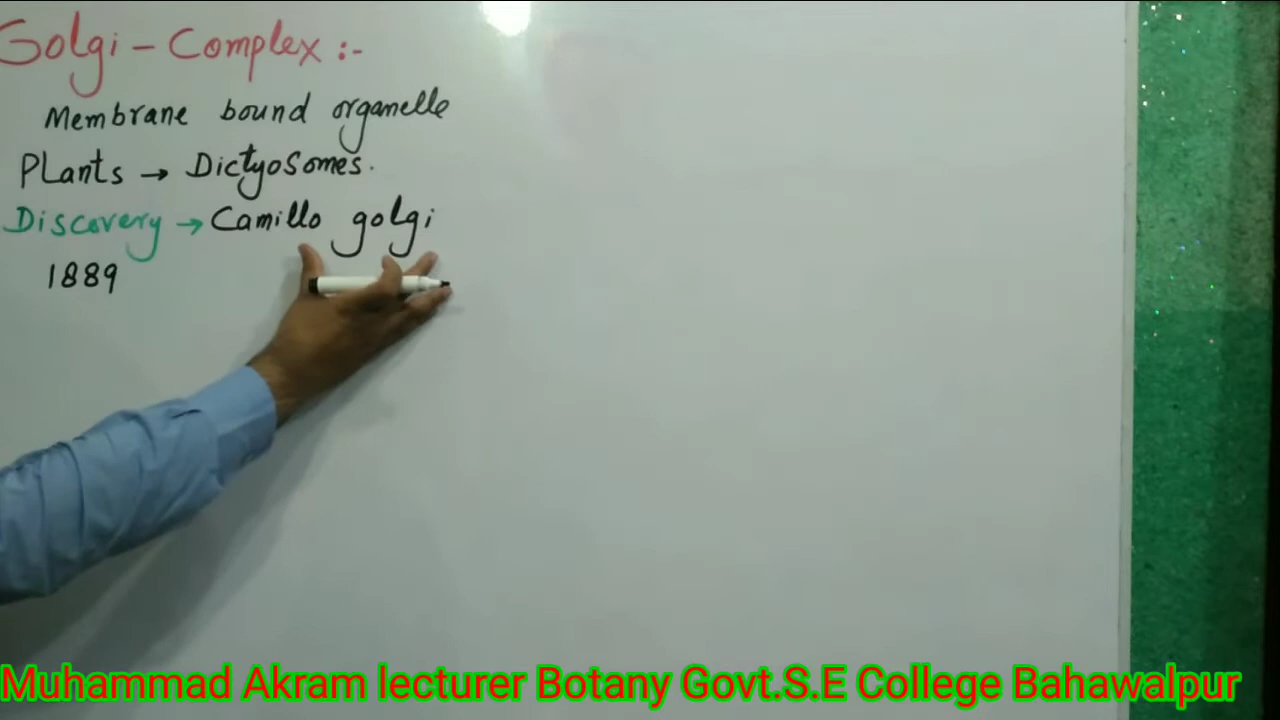 Golgi - Complex :-
Membrane bound organelle
Plants → Dictyosomes.
Discovery → Camillo golgi
1889
Muhammad Akram lecturer Botany Govt.S.E College Bahawalpur